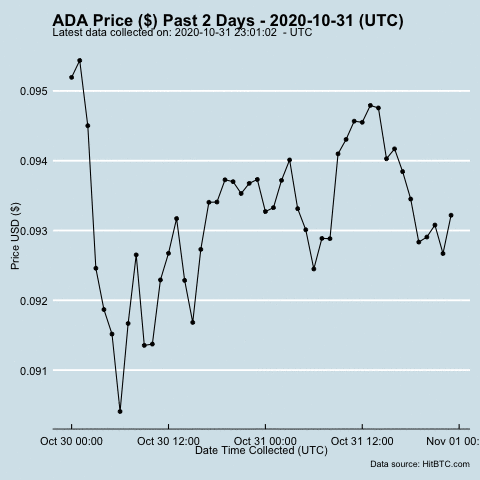 ADA Price ($) Past 2 Days - 2020-10-31 (UTC)
Latest data collected on: 2020-10-31 23:01:02 - UTC
0.095
0.094
0.093
0.092
0.091
Price USD ($)
Oct 30 00:00 Oct 30 12:00 Oct 31 00:00 Oct 31 12:00 Nov 01 00:
Date Time Collected (UTC)
Data source: HitBTC.com